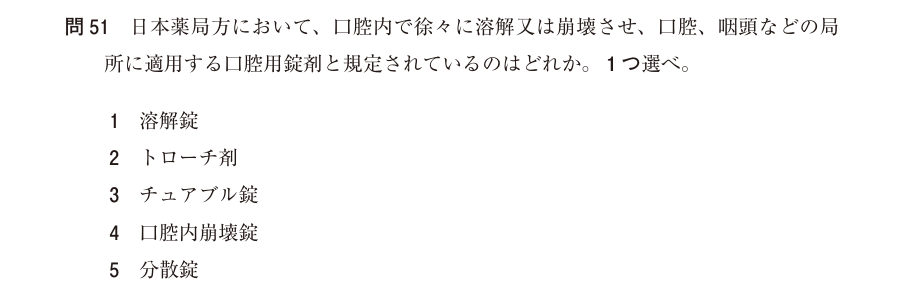 問 51 日本薬局方において、口腔内で徐々に溶解又は崩壊させ、口腔、咽頭などの局
所に適用する口腔用錠剤と規定されているのはどれか。1つ選べ。
1 溶解錠
2 トローチ剤
3 チュアブル錠
4 口腔内崩壊錠
5 分散錠